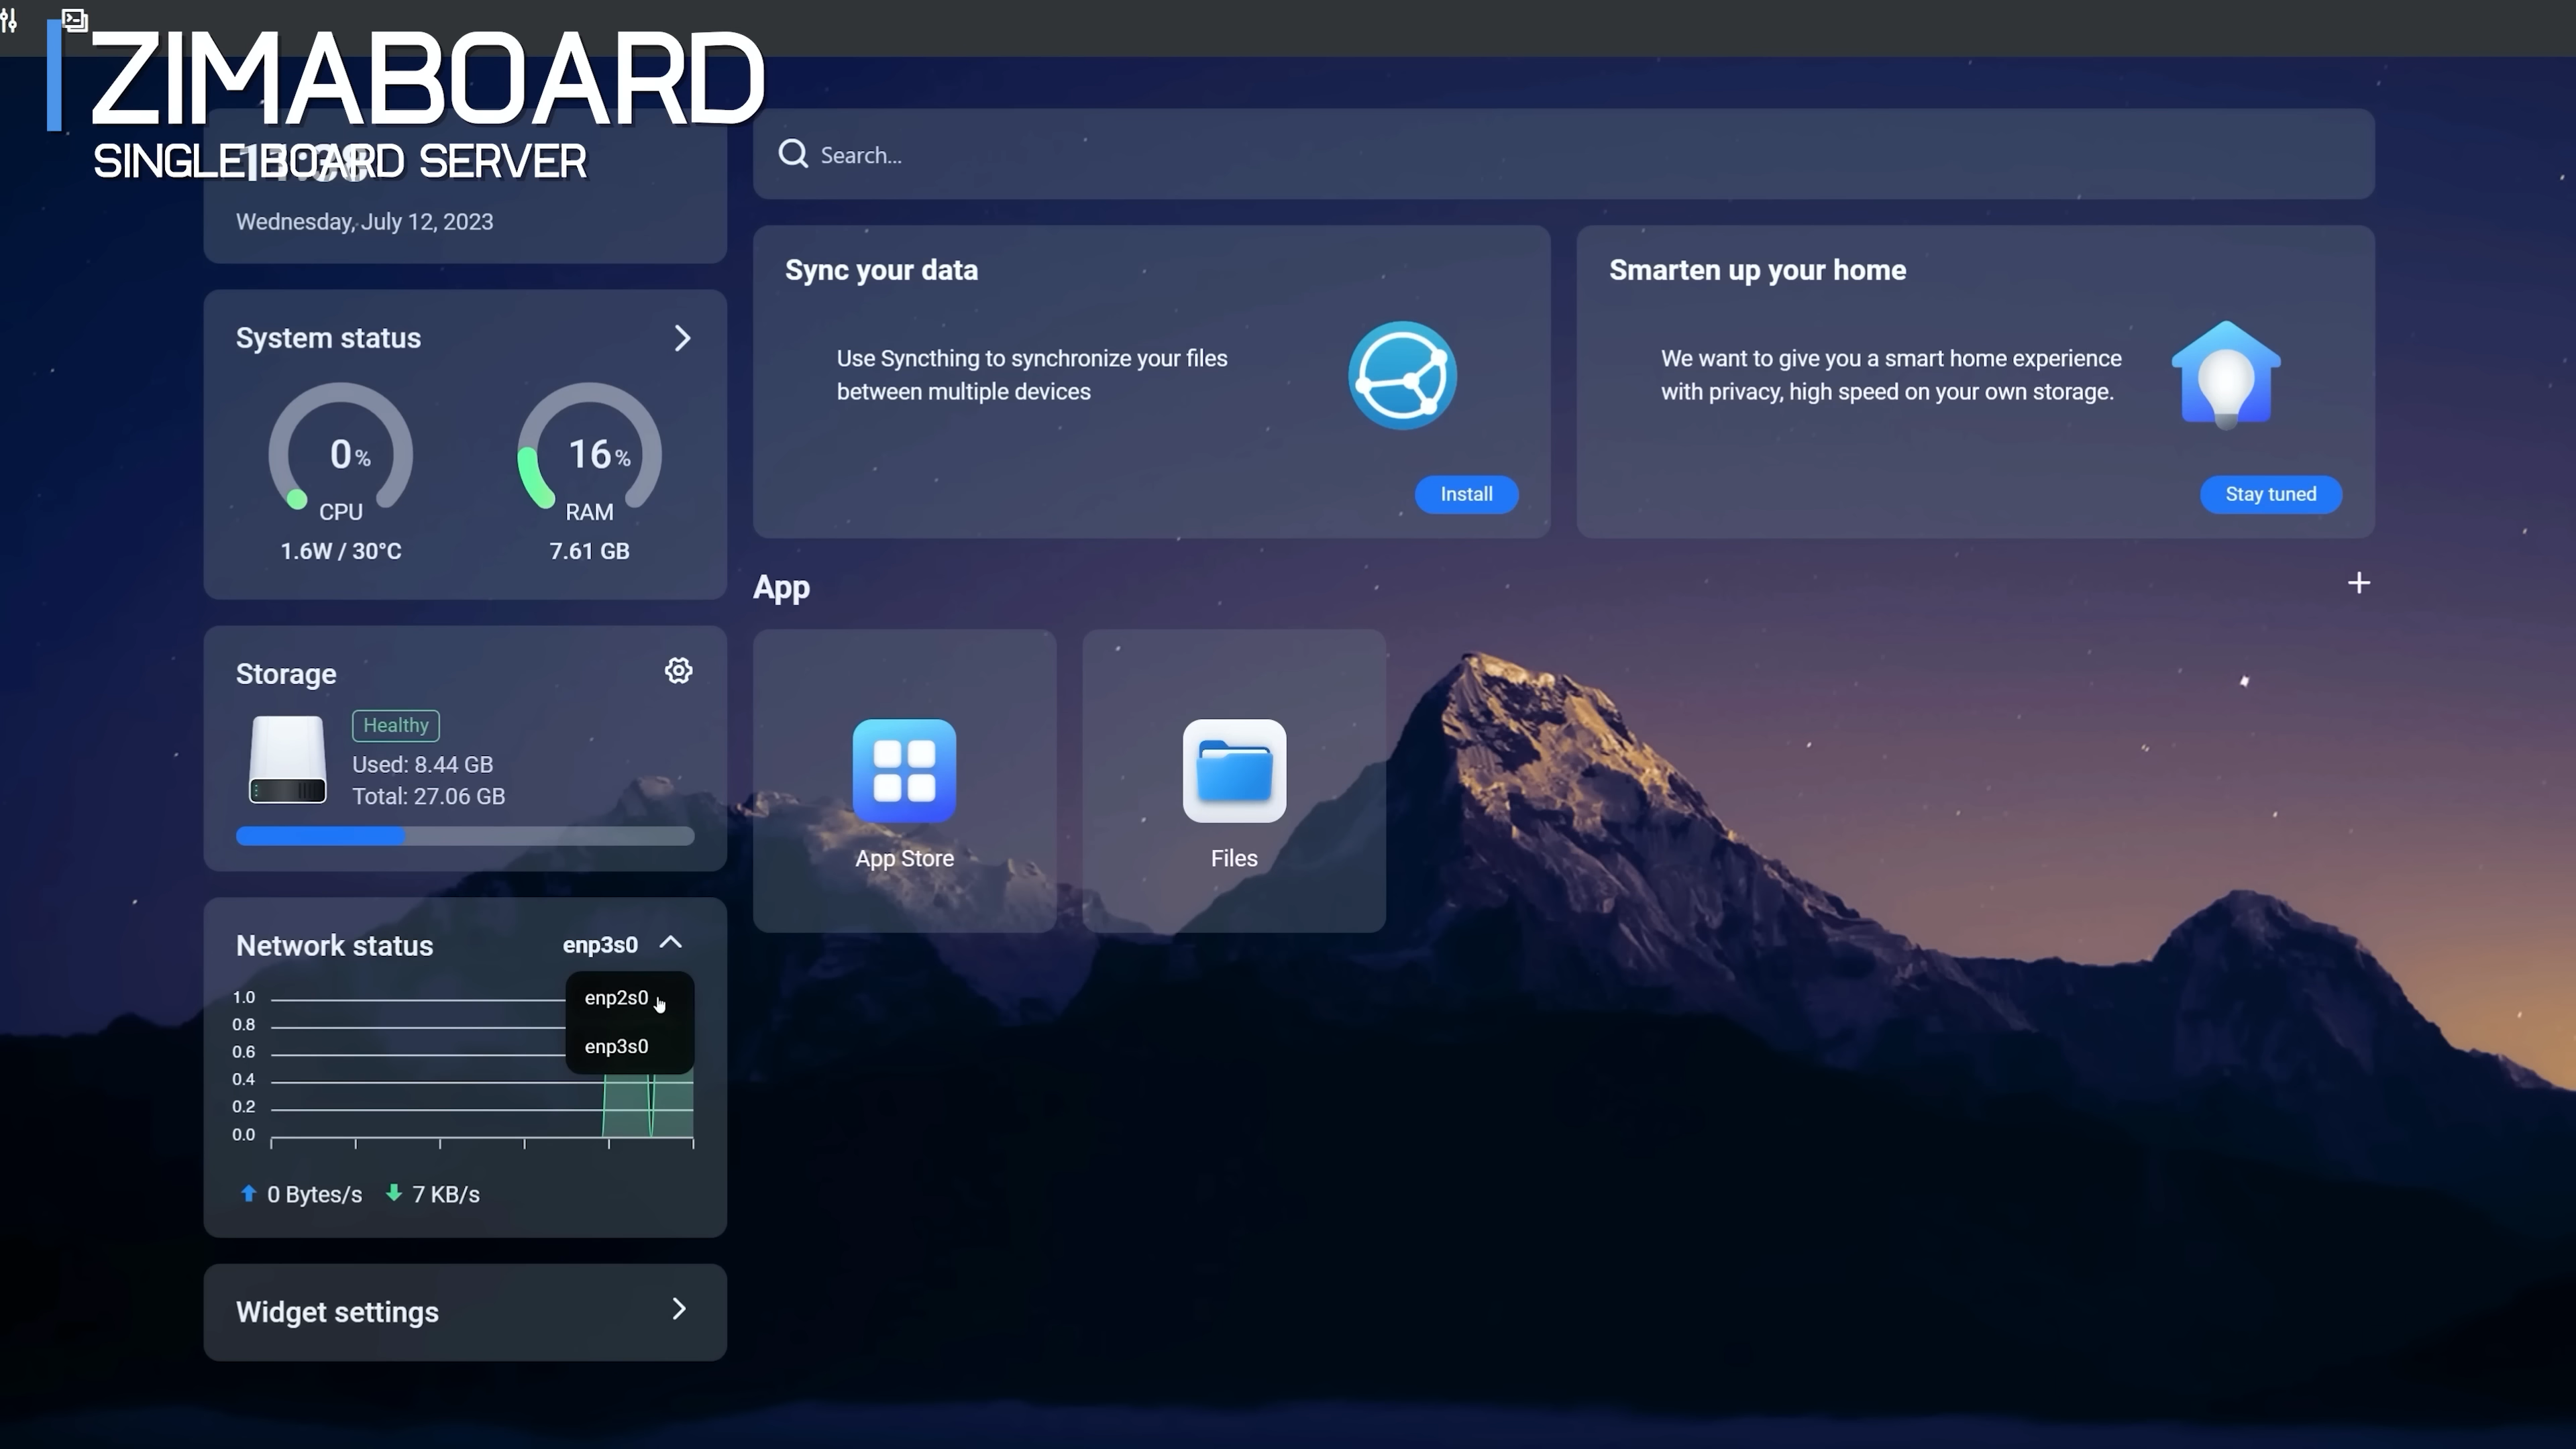 ZIMABOARD
SINGLE BOARD SERVER
Wednesday, July 12, 2023
Search...
System status
0%
CPU
1.6W / 30°C
16%
RAM
7.61 GB
Storage
Healthy
Used: 8.44 GB
Total: 27.06 GB
Network status
enp3s0
enp2s0
enp3s0
1.0
0.8
0.6
0.4
0.2
0.0
0 Bytes/s
7 KB/s
Widget settings
Sync your data
Use Syncthing to synchronize your files
between multiple devices
Install
Smarten up your home
We want to give you a smart home experience
with privacy, high speed on your own storage.
Stay tuned
App
App Store
Files